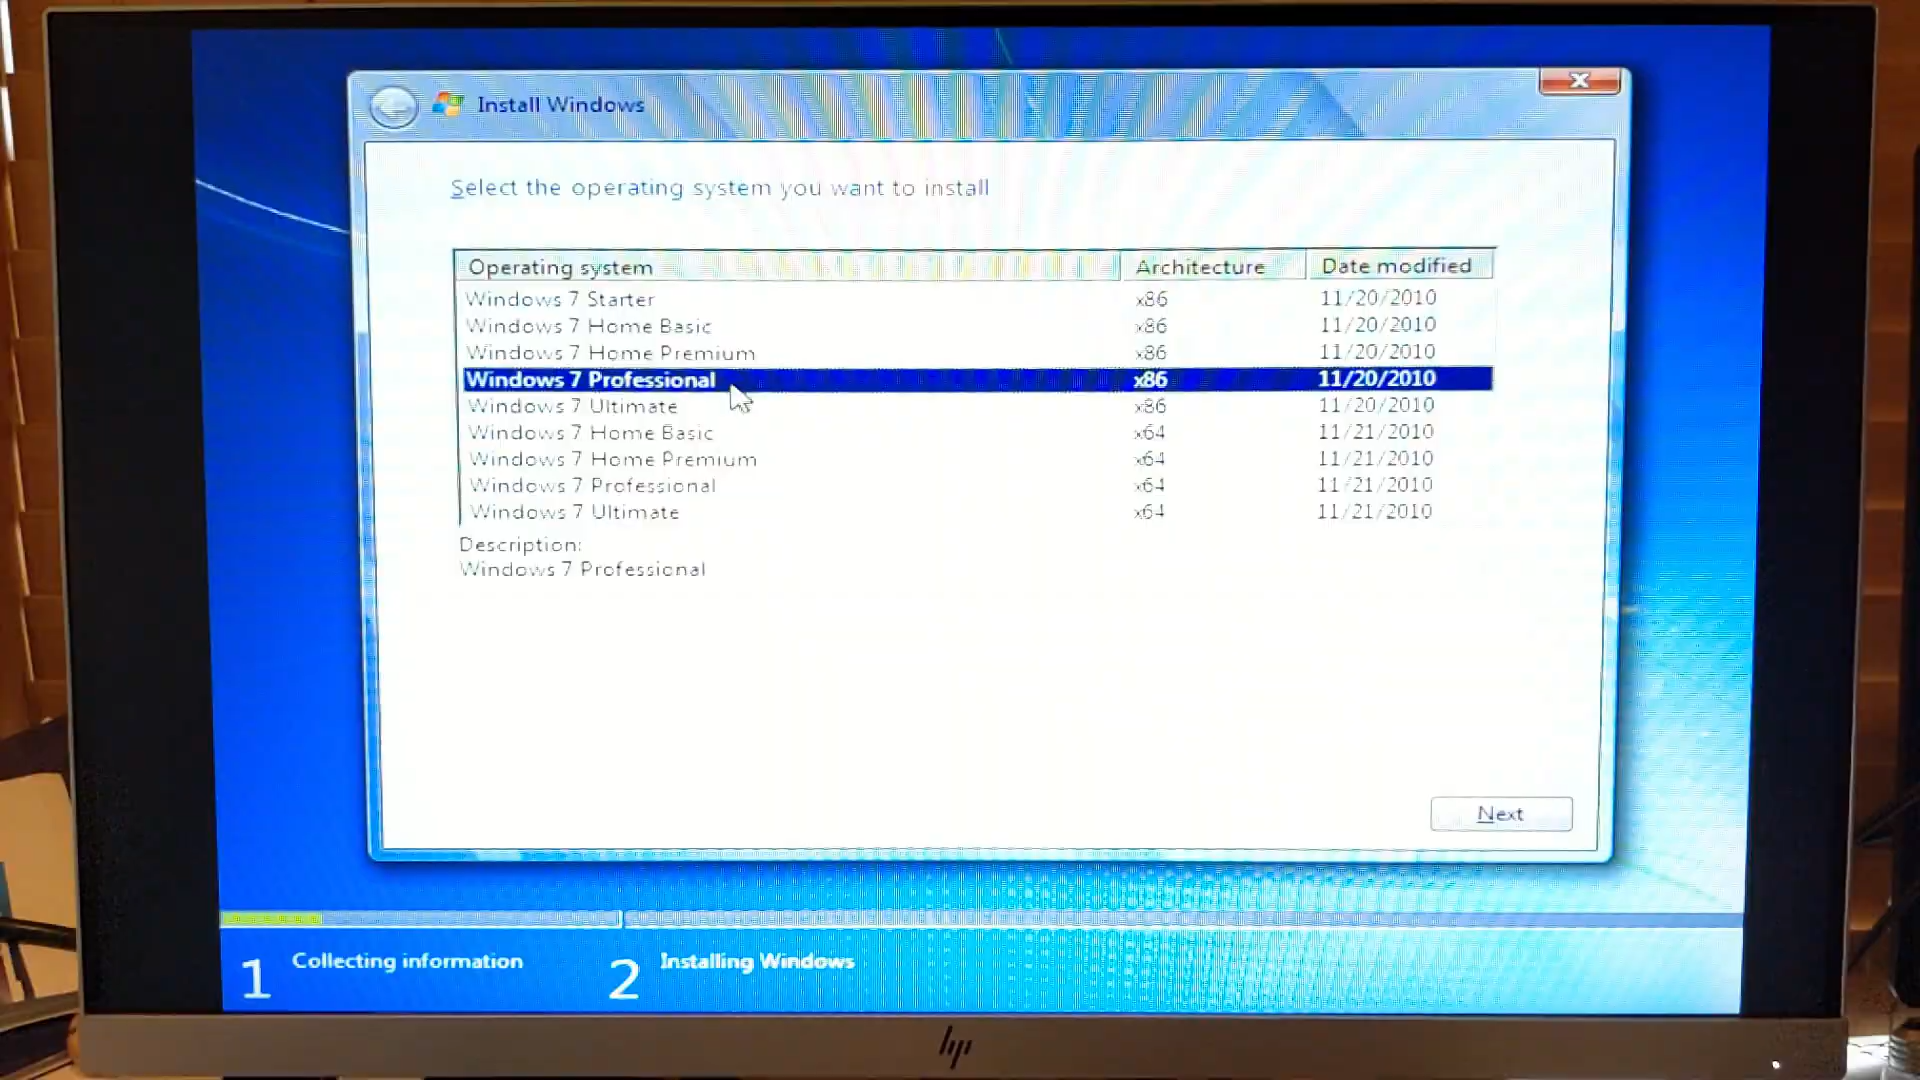 Install Windows
Select the operating system you want to install
Operating system Architecture Date modified
Windows 7 Starter x86 11/20/2010
Windows 7 Home Basic x86 11/20/2010
Windows 7 Home Premium x86 11/20/2010
Windows 7 Professional x86 11/20/2010
Windows 7 Ultimate x86 11/20/2010
Windows 7 Home Basic x64 11/21/2010
Windows 7 Home Premium x64 11/21/2010
Windows 7 Professional x64 11/21/2010
Windows 7 Ultimate x64 11/21/2010
Description:
Windows 7 Professional
Next
1 Collecting information 2 Installing Windows
hp